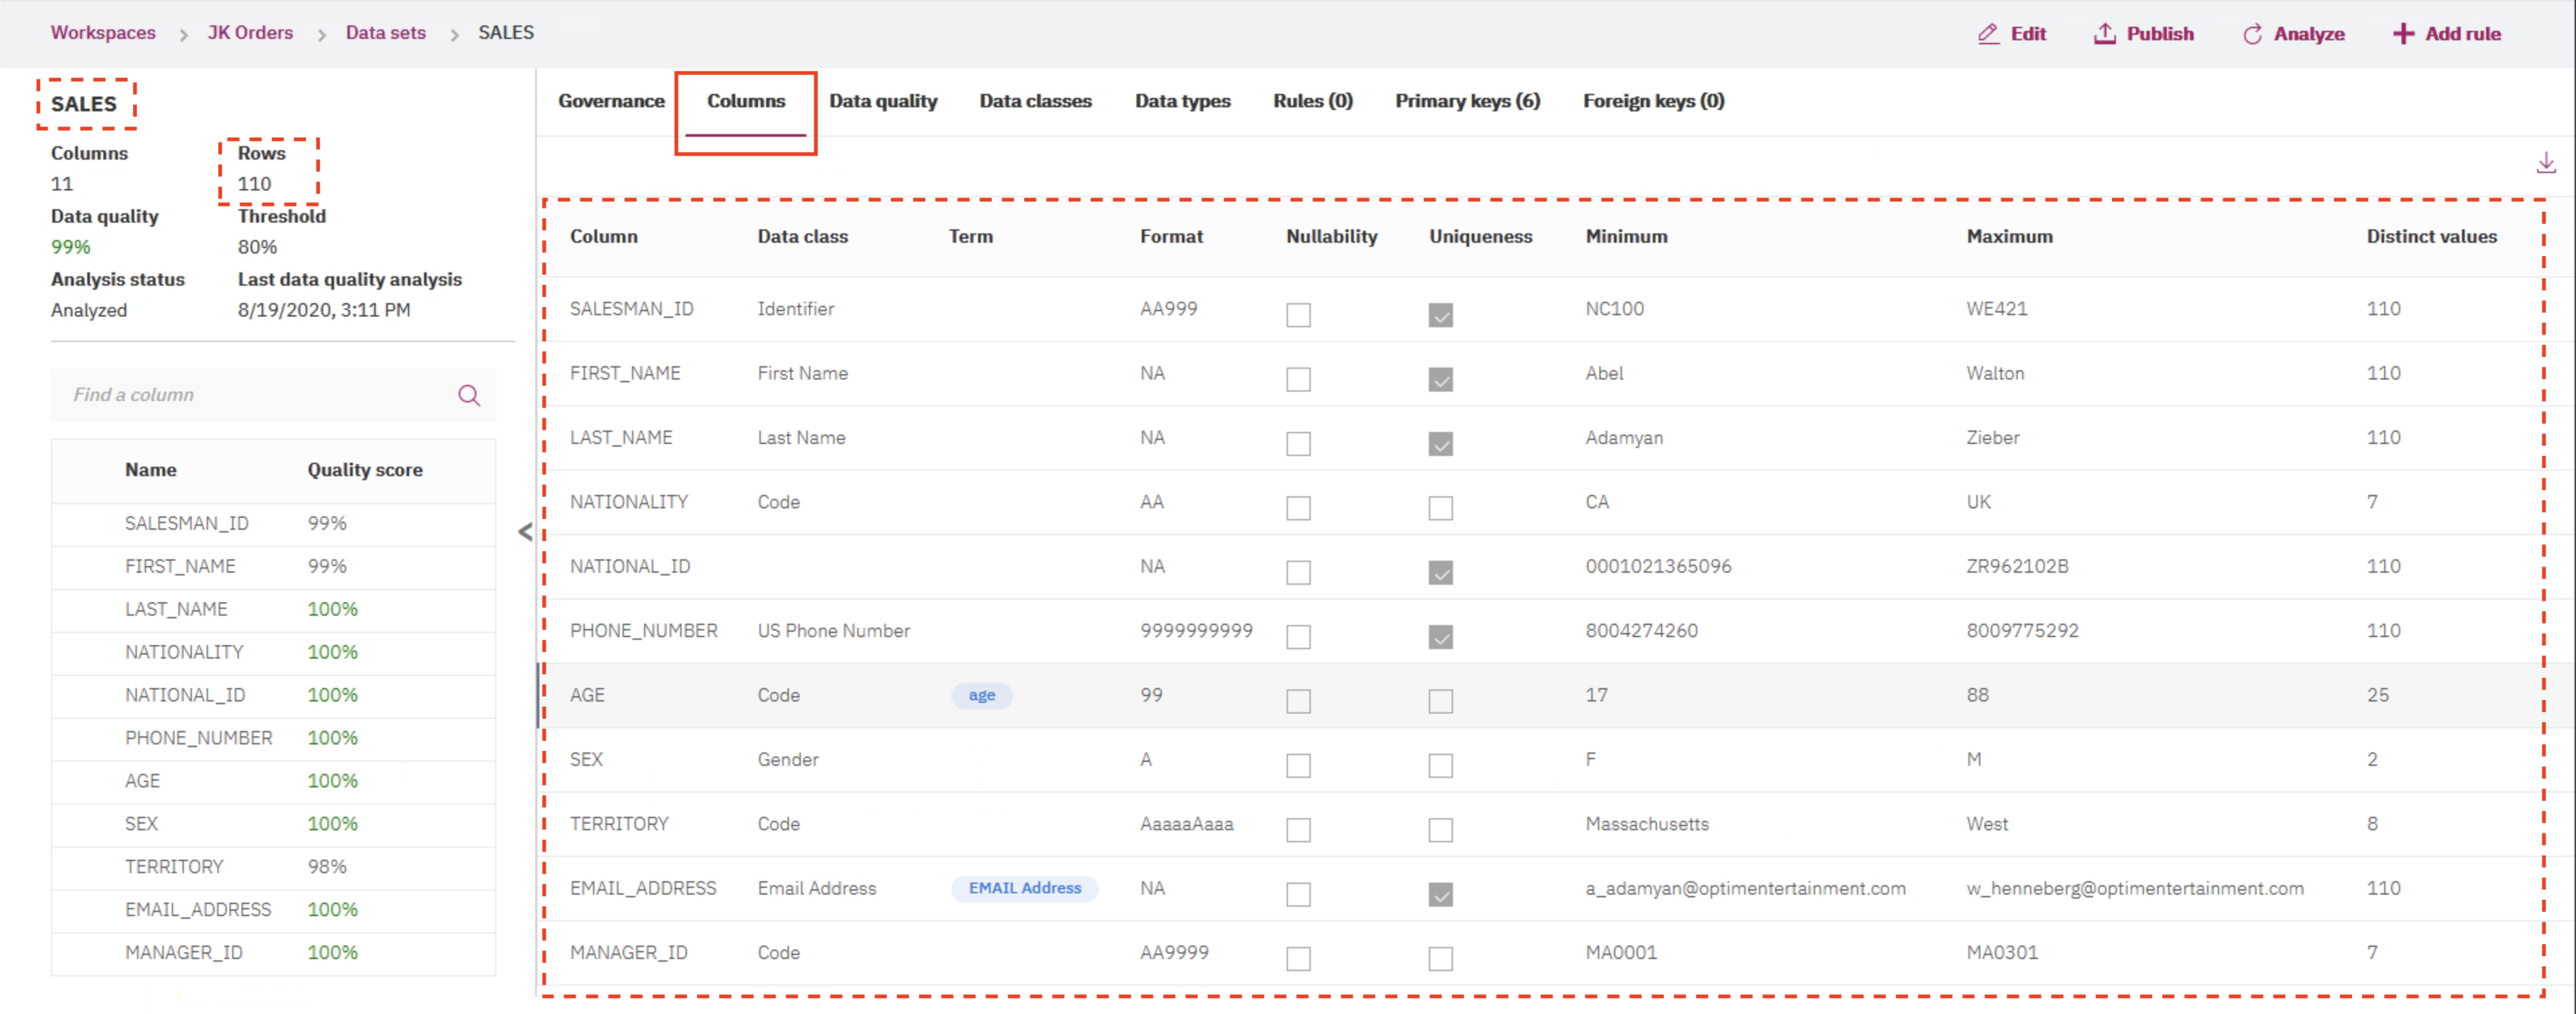 Workspaces > JK Orders > Data sets > SALES
Edit Publish Analyze + Add rule
SALES
Columns Rows
11 110
Data quality Threshold
99% 80%
Analysis status Last data quality analysis
Analyzed 8/19/2020, 3:11 PM
Find a column
Name Quality score
SALESMAN_ID 99%
FIRST_NAME 99%
LAST_NAME 100%
NATIONALITY 100%
NATIONAL_ID 100%
PHONE_NUMBER 100%
AGE 100%
SEX 100%
TERRITORY 98%
EMAIL_ADDRESS 100%
MANAGER_ID 100%
<
Governance Columns Data quality Data classes Data types Rules (0) Primary keys (6) Foreign keys (0)
Column Data class Term Format Nullability Uniqueness Minimum Maximum Distinct values
SALESMAN_ID Identifier AA999 NC100 WE421 110
FIRST_NAME First Name NA Abel Walton 110
LAST_NAME Last Name NA Adamyan Zieber 110
NATIONALITY Code AA CA UK 7
NATIONAL_ID NA 0001021365096 ZR962102B 110
PHONE_NUMBER US Phone Number 9999999999 8004274260 8009775292 110
AGE Code age 99 17 88 25
SEX Gender A F M 2
TERRITORY Code AaaaaAaaa Massachusetts West 8
EMAIL_ADDRESS Email Address EMAIL Address NA a_adamyan@optimentertainment.com w_henneberg@optimentertainment.com 110
MANAGER_ID Code AA9999 MA0001 MA0301 7